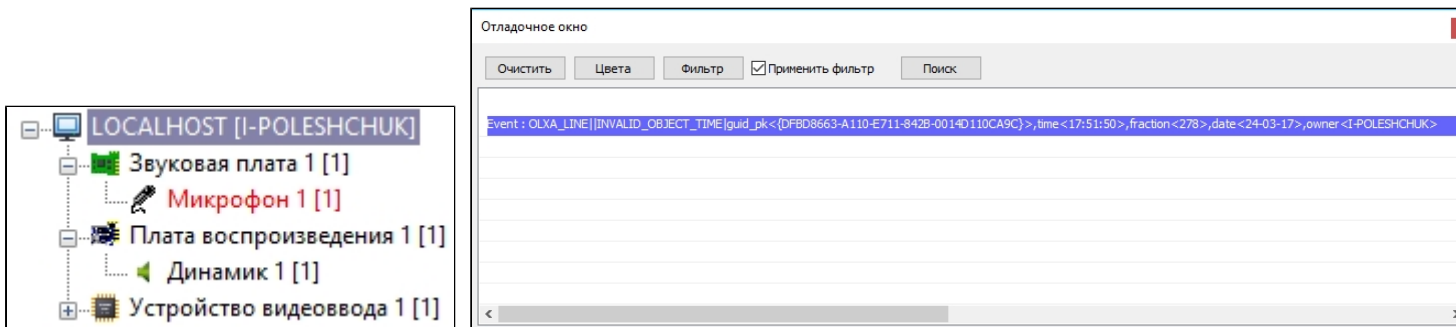 LOCALHOST [I-POLESHCHUK]
Звуковая плата 1 [1]
Микрофон 1 [1]
Плата воспроизведения 1 [1]
Динамик 1 [1]
Устройство видеоввода 1 [1]
Отладочное окно
Очистить Цвета Фильтр Применить фильтр Поиск
Event : OLXA_LINE||INVALID_OBJECT_TIME|guid_pk<{DFBD8663-A110-E711-842B-0014D110CA9C}>,time<17:51:50>,fraction<278>,date<24-03-17>,owner<I-POLESHCHUK>